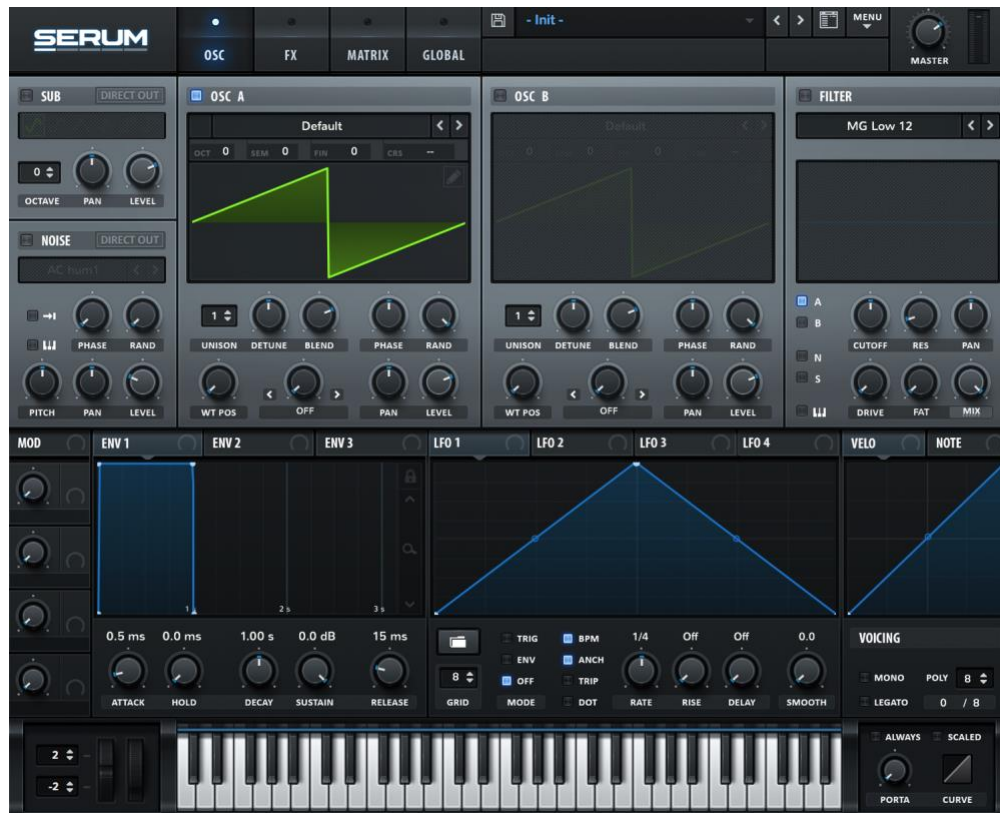 SERUM
OSC FX MATRIX GLOBAL
- Init -
MENU
MASTER
SUB DIRECT OUT
0
OCTAVE PAN LEVEL
NOISE DIRECT OUT
AC hum1
PHASE RAND
PITCH PAN LEVEL
OSC A
Default
OCT 0 SEM 0 FIN 0 CRS --
1
UNISON DETUNE BLEND PHASE RAND
WT POS OFF PAN LEVEL
OSC B
Default
0 0 0
1
UNISON DETUNE BLEND PHASE RAND
WT POS OFF PAN LEVEL
FILTER
MG Low 12
A
B
N
S
CUTOFF RES PAN
DRIVE FAT MIX
MOD ENV 1 ENV 2 ENV 3 LFO 1 LFO 2 LFO 3 LFO 4 VELO NOTE
1 2 s 3 s
0.5 ms 0.0 ms 1.00 s 0.0 dB 15 ms
ATTACK HOLD DECAY SUSTAIN RELEASE
8
GRID
TRIG BPM
ENV ANCH
OFF TRIP
MODE DOT
1/4 Off Off 0.0
RATE RISE DELAY SMOOTH
VOICING
MONO POLY 8
LEGATO 0 / 8
2
-2
ALWAYS SCALED
PORTA CURVE